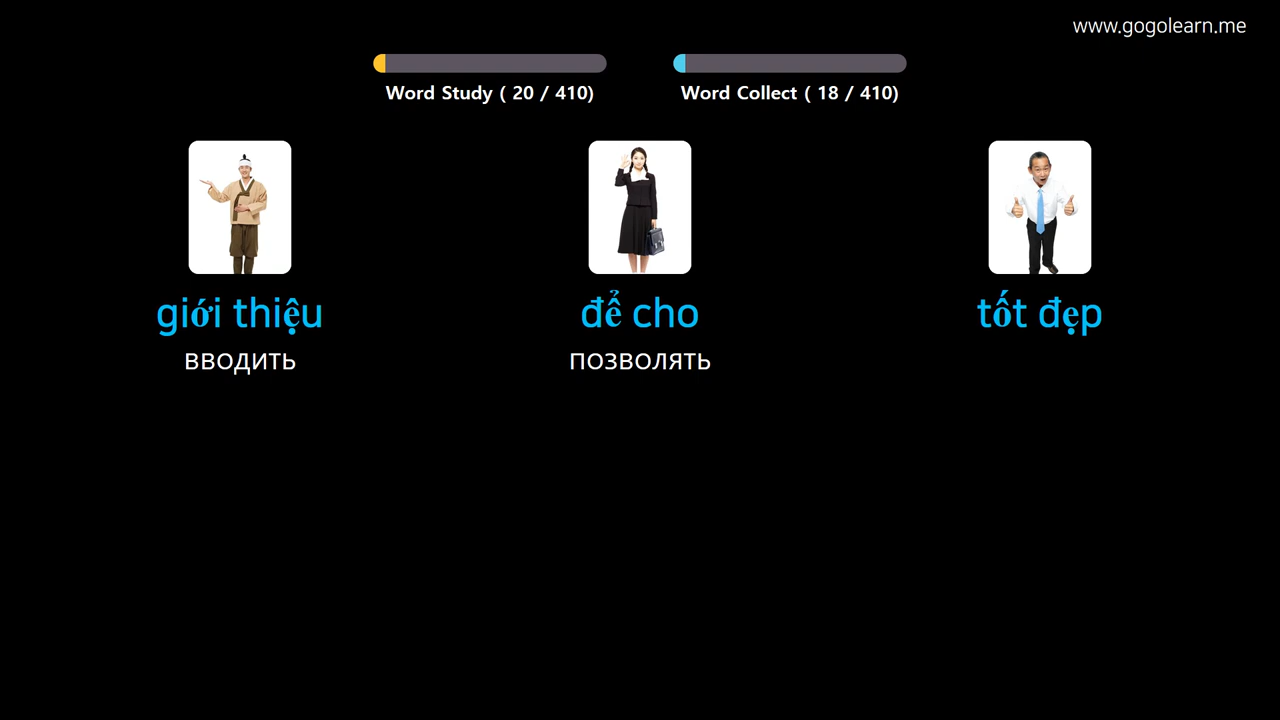 www.gogolearn.me
Word Study ( 20 / 410)
Word Collect ( 18 / 410)
giới thiệu
để cho
tốt đẹp
вводить
позволять